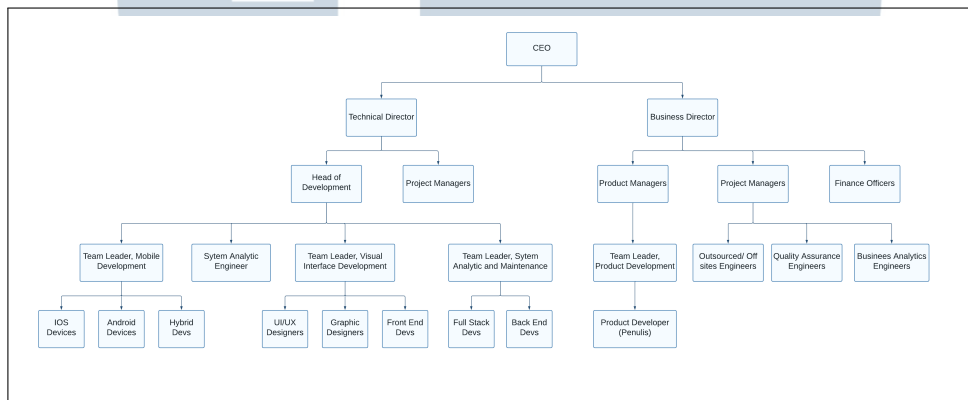 CEO
Technical Director
Business Director
Head of
Development
Project Managers
Product Managers
Project Managers
Finance Officers
Team Leader, Mobile
Development
Sytem Analytic
Engineer
Team Leader, Visual
Interface Development
Team Leader, Sytem
Analytic and Maintenance
Team Leader,
Product Development
Outsourced/ Off
sites Engineers
Quality Assurance
Engineers
Businees Analytics
Engineers
IOS
Devices
Android
Devices
Hybrid
Devs
UI/UX
Designers
Graphic
Designers
Front End
Devs
Full Stack
Devs
Back End
Devs
Product Developer
(Penulis)